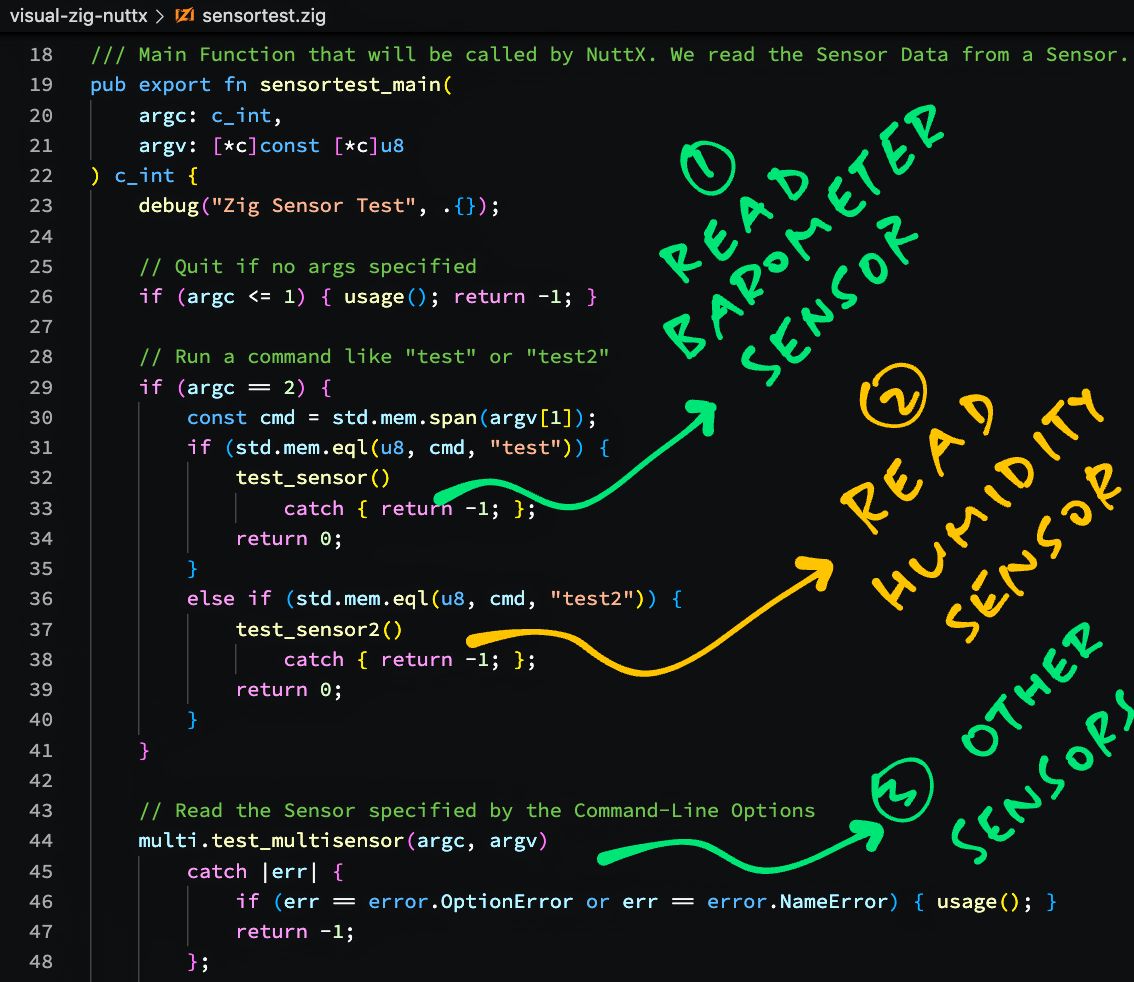 visual-zig-nuttx > sensortest.zig
18 /// Main Function that will be called by NuttX. We read the Sensor Data from a Sensor.
19 pub export fn sensortest_main(
20     argc: c_int,
21     argv: [*c]const [*c]u8
22 ) c_int {
23     debug("Zig Sensor Test", .{});
24
25     // Quit if no args specified
26     if (argc <= 1) { usage(); return -1; }
27
28     // Run a command like "test" or "test2"
29     if (argc == 2) {
30         const cmd = std.mem.span(argv[1]);
31         if (std.mem.eql(u8, cmd, "test")) {
32             test_sensor()
33                 catch { return -1; };
34             return 0;
35         }
36         else if (std.mem.eql(u8, cmd, "test2")) {
37             test_sensor2()
38                 catch { return -1; };
39             return 0;
40         }
41     }
42
43     // Read the Sensor specified by the Command-Line Options
44     multi.test_multisensor(argc, argv)
45         catch |err| {
46             if (err == error.OptionError or err == error.NameError) { usage(); }
47             return -1;
48         };
1
READ
BAROMETER
SENSOR
2
READ
HUMIDITY
SENSOR
3
OTHER
SENSORS